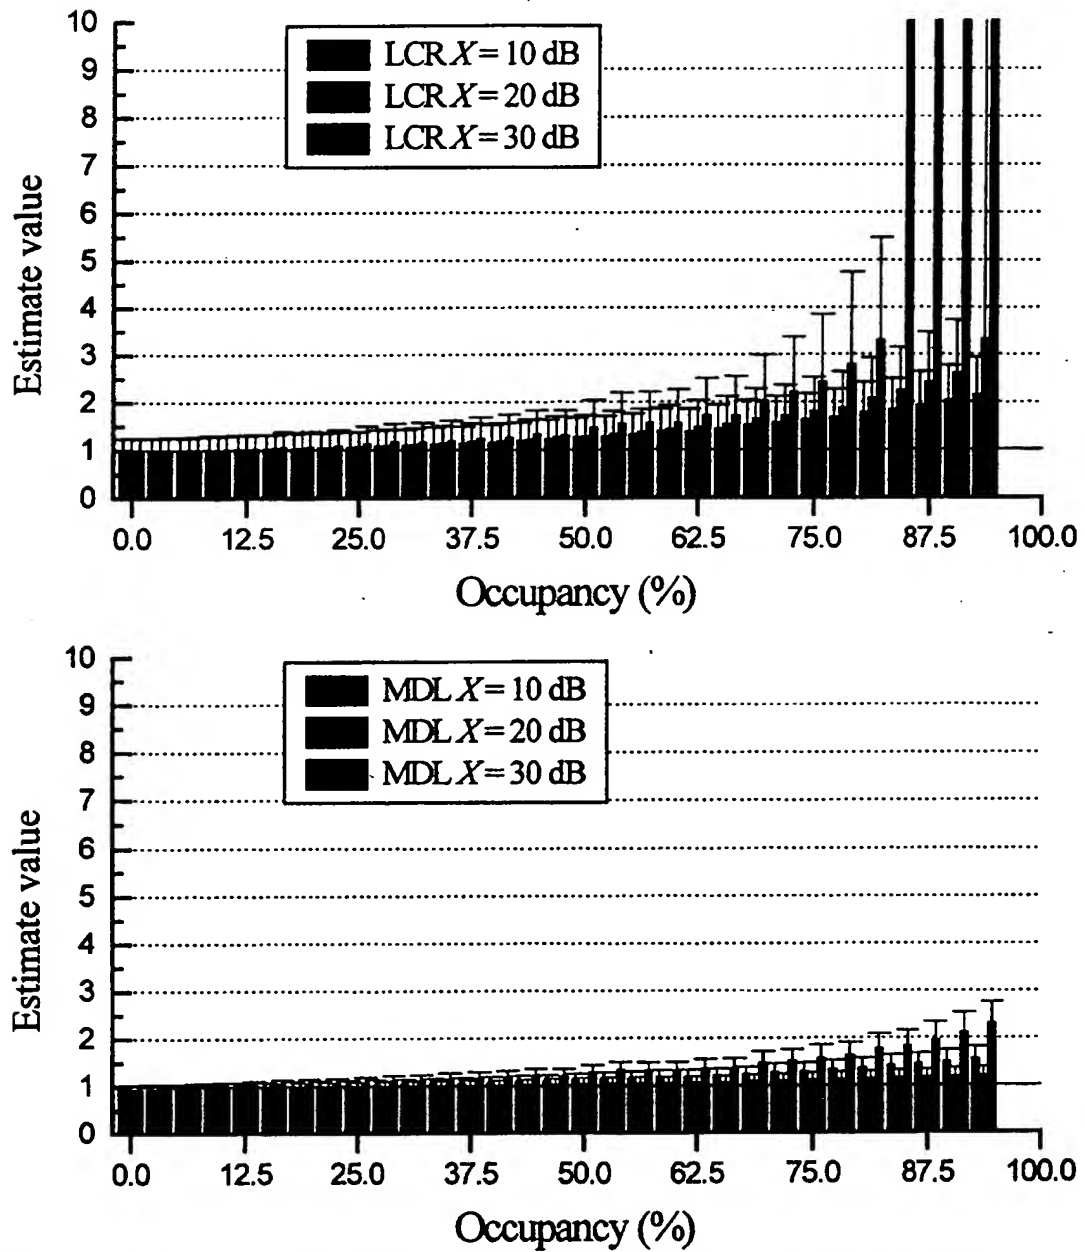 10
9
8
7
6
5
4
3
2
1
0
Estimate value
LCR X = 10 dB
LCR X = 20 dB
LCR X = 30 dB
0.0 12.5 25.0 37.5 50.0 62.5 75.0 87.5 100.0
Occupancy (%)
10
9
8
7
6
5
4
3
2
1
0
Estimate value
MDL X = 10 dB
MDL X = 20 dB
MDL X = 30 dB
0.0 12.5 25.0 37.5 50.0 62.5 75.0 87.5 100.0
Occupancy (%)